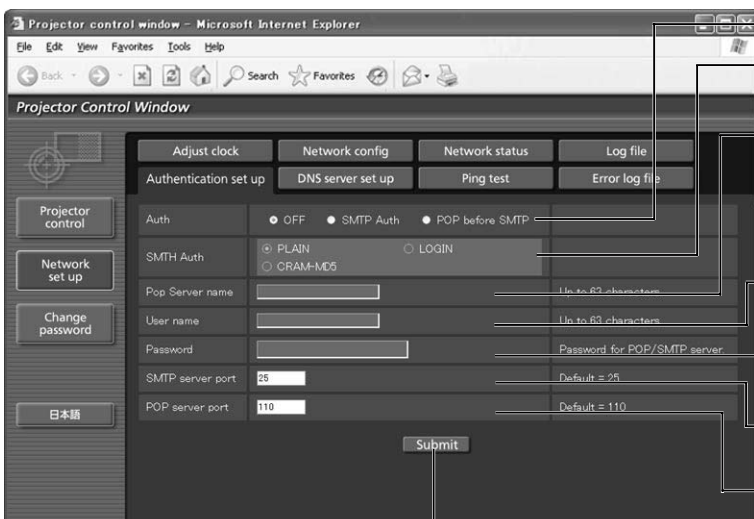 Projector control window - Microsoft Internet Explorer
File Edit View Favorites Tools Help
Back Search Favorites
Projector Control Window
Adjust clock Network config Network status Log file
Authentication set up DNS server set up Ping test Error log file
Projector control
Network set up
Change password
日本語
Auth OFF SMTP Auth POP before SMTP
SMTH Auth PLAIN LOGIN
CRAM-MD5
Pop Server name Up to 63 characters
User name Up to 63 characters
Password Password for POP/SMTP server.
SMTP server port 25 Default = 25
POP server port 110 Default = 110
Submit